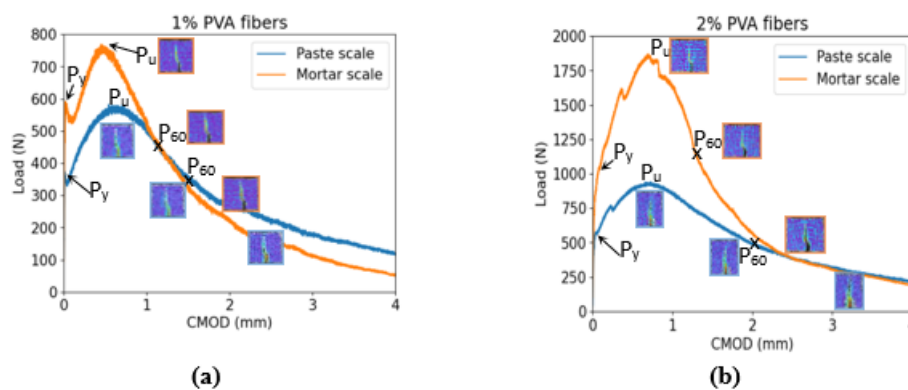 1% PVA fibers
800
700
600
500
400
300
200
100
0
Load (N)
0
1
2
3
4
CMOD (mm)
Paste scale
Mortar scale
Py
Pu
Pu
P60
P60
Py
(a)
2% PVA fibers
2000
1750
1500
1250
1000
750
500
250
0
Load (N)
0
1
2
3
CMOD (mm)
Paste scale
Mortar scale
Pu
Py
P60
Pu
Py
P60
(b)